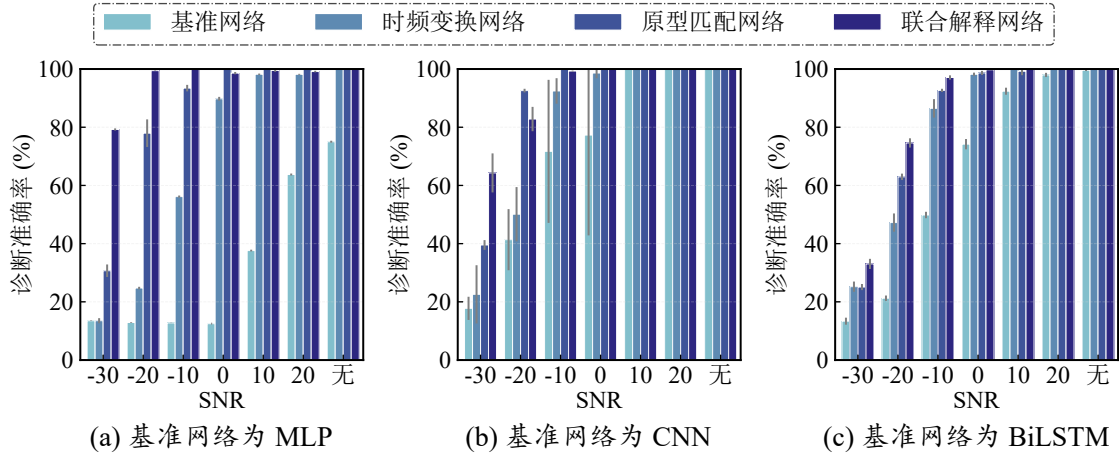 基准网络 时频变换网络 原型匹配网络 联合解释网络
诊断准确率 (%)
100
80
60
40
20
0
-30 -20 -10 0 10 20 无
SNR
(a) 基准网络为 MLP
诊断准确率 (%)
100
80
60
40
20
0
-30 -20 -10 0 10 20 无
SNR
(b) 基准网络为 CNN
诊断准确率 (%)
100
80
60
40
20
0
-30 -20 -10 0 10 20 无
SNR
(c) 基准网络为 BiLSTM